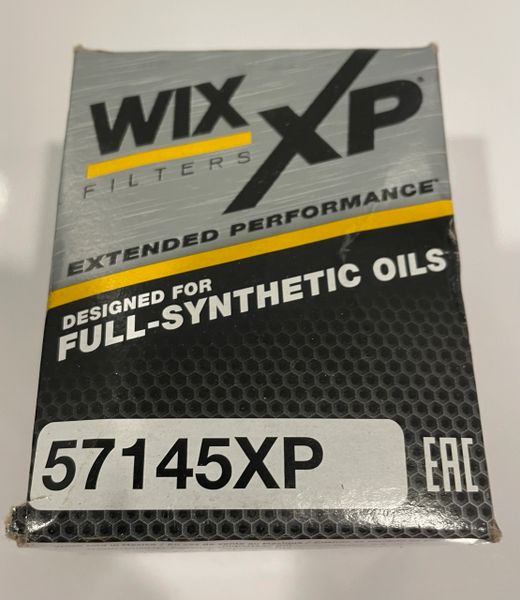 WIX XP®
FILTERS
EXTENDED PERFORMANCE
DESIGNED FOR
FULL-SYNTHETIC OILS
57145XP
EAC